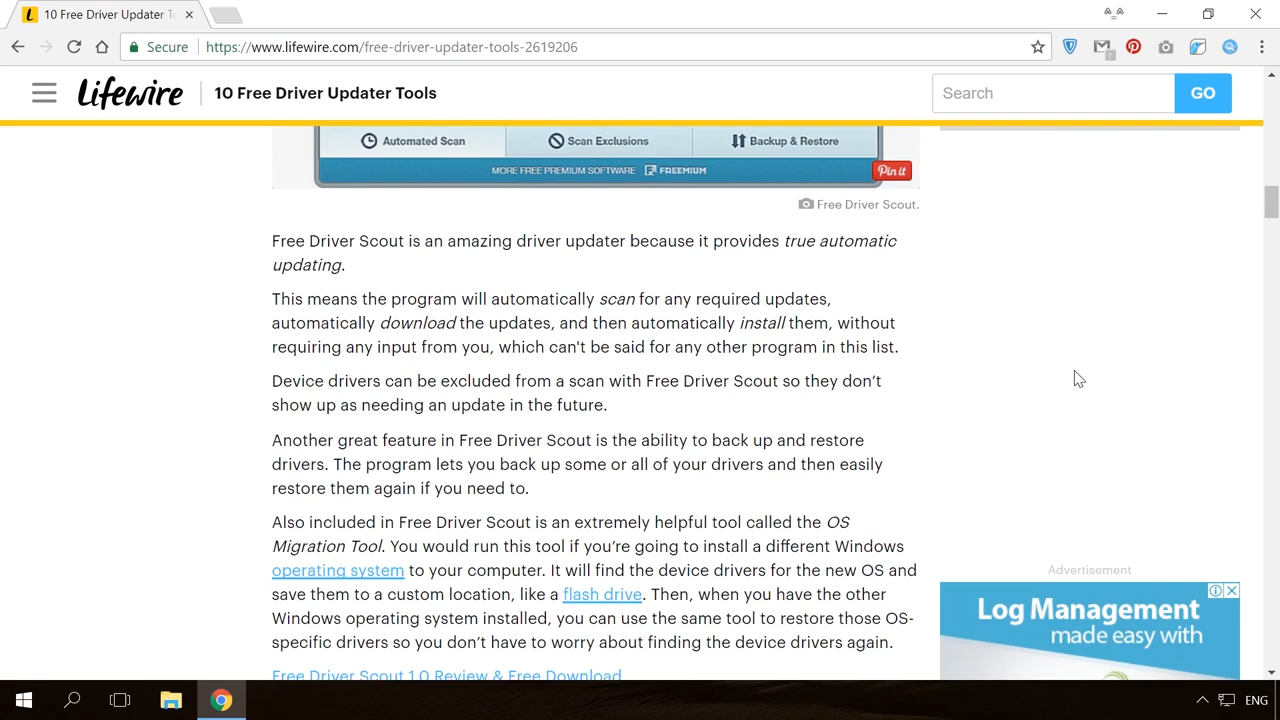 10 Free Driver Updater T
Secure
https://www.lifewire.com/free-driver-updater-tools-2619206
Lifewire
10 Free Driver Updater Tools
Search
GO
Automated Scan
Scan Exclusions
Backup & Restore
MORE FREE PREMIUM SOFTWARE FREEMIUM
Pin it
Free Driver Scout.
Free Driver Scout is an amazing driver updater because it provides true automatic
updating.
This means the program will automatically scan for any required updates,
automatically download the updates, and then automatically install them, without
requiring any input from you, which can't be said for any other program in this list.
Device drivers can be excluded from a scan with Free Driver Scout so they don’t
show up as needing an update in the future.
Another great feature in Free Driver Scout is the ability to back up and restore
drivers. The program lets you back up some or all of your drivers and then easily
restore them again if you need to.
Also included in Free Driver Scout is an extremely helpful tool called the OS
Migration Tool. You would run this tool if you’re going to install a different Windows
operating system to your computer. It will find the device drivers for the new OS and
save them to a custom location, like a flash drive. Then, when you have the other
Windows operating system installed, you can use the same tool to restore those OS-
specific drivers so you don’t have to worry about finding the device drivers again.
Free Driver Scout 1.0 Review & Free Download
Advertisement
Log Management
made easy with
ENG